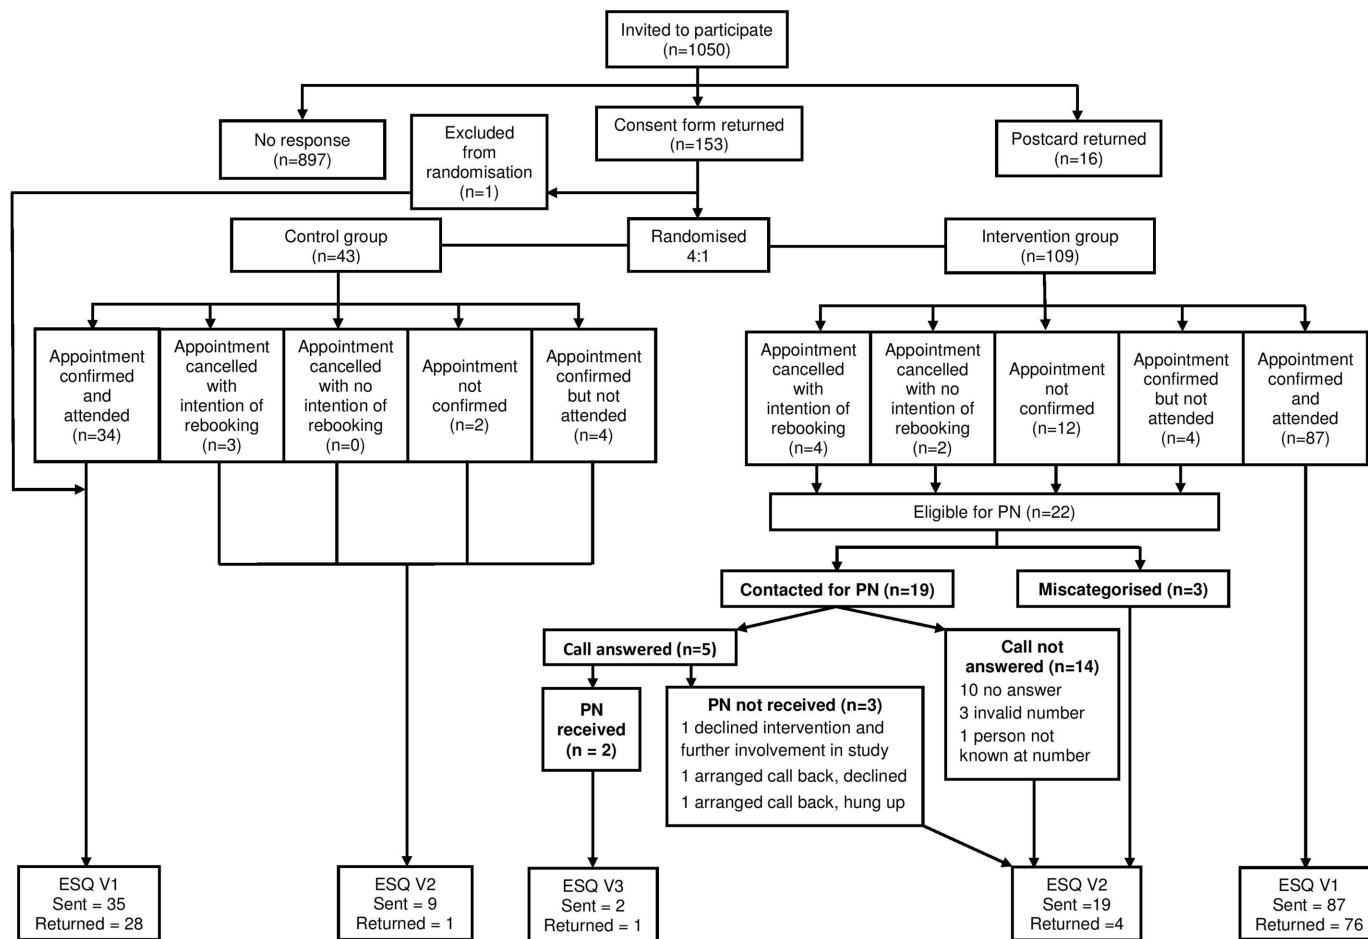 Invited to participate
(n=1050)
No response
(n=897)
Excluded
from
randomisation
(n=1)
Consent form returned
(n=153)
Postcard returned
(n=16)
Control group
(n=43)
Randomised
4:1
Intervention group
(n=109)
Appointment
confirmed
and
attended
(n=34)
Appointment
cancelled
with
intention of
rebooking
(n=3)
Appointment
cancelled
with no
intention of
rebooking
(n=0)
Appointment
not
confirmed
(n=2)
Appointment
confirmed
but not
attended
(n=4)
Appointment
cancelled
with
intention of
rebooking
(n=4)
Appointment
cancelled
with no
intention of
rebooking
(n=2)
Appointment
not
confirmed
(n=12)
Appointment
confirmed
but not
attended
(n=4)
Appointment
confirmed
and
attended
(n=87)
Eligible for PN (n=22)
Contacted for PN (n=19)
Miscategorised (n=3)
Call answered (n=5)
Call not
answered (n=14)
10 no answer
3 invalid number
1 person not
known at number
PN
received
(n = 2)
PN not received (n=3)
1 declined intervention and
further involvement in study
1 arranged call back, declined
1 arranged call back, hung up
ESQ V1
Sent = 35
Returned = 28
ESQ V2
Sent = 9
Returned = 1
ESQ V3
Sent = 2
Returned = 1
ESQ V2
Sent =19
Returned =4
ESQ V1
Sent = 87
Returned = 76